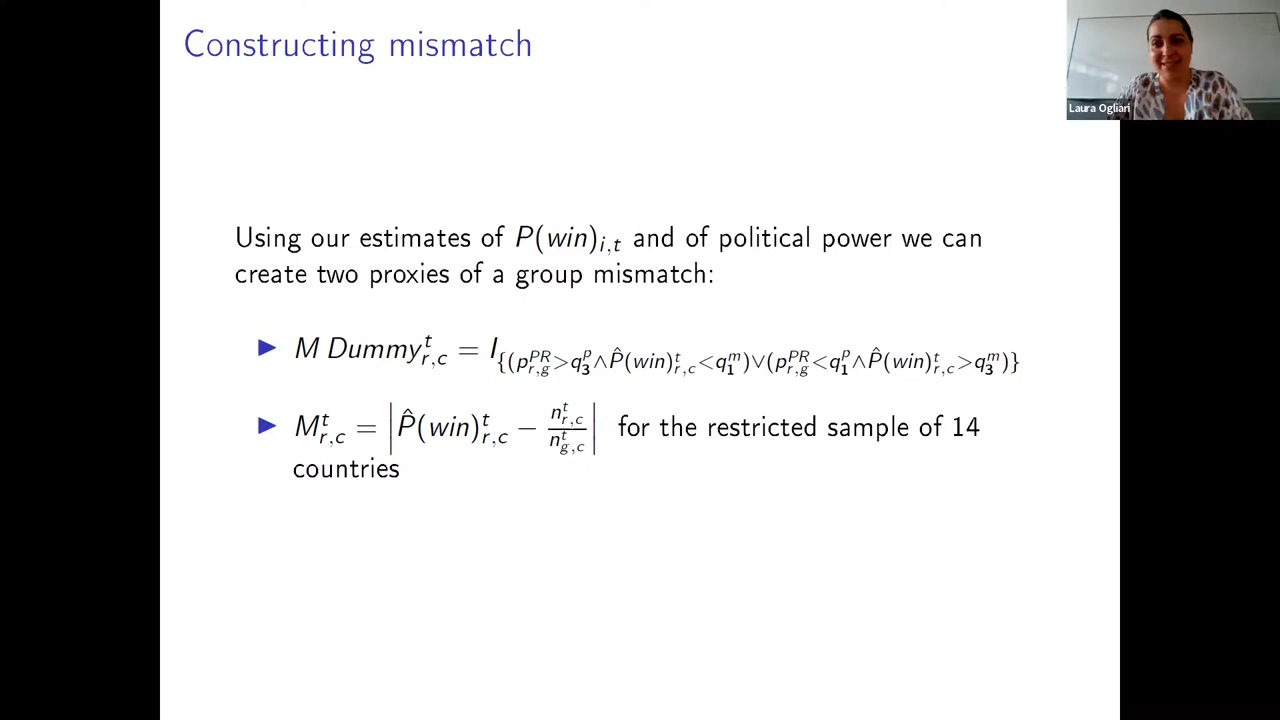 Constructing mismatch
Laura Ogliari
Using our estimates of P(win)_{i,t} and of political power we can
create two proxies of a group mismatch:
▶ M Dummy^t_{r,c} = I_{{(p^{PR}_{r,g}>q^p_3∧P̂(win)^t_{r,c}<q^m_1)∨(p^{PR}_{r,g}<q^p_1∧P̂(win)^t_{r,c}>q^m_3)}}
▶ M^t_{r,c} = |P̂(win)^t_{r,c} − n^t_{r,c}/n^t_{g,c}| for the restricted sample of 14
countries